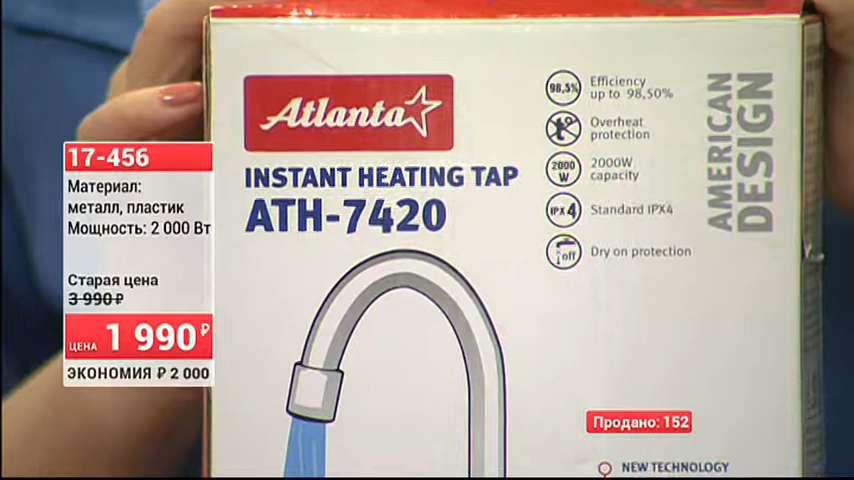 17-456
Материал:
металл, пластик
Мощность: 2 000 Вт
Старая цена
3 990 ₽
ЦЕНА 1 990 ₽
ЭКОНОМИЯ ₽ 2 000
Atlanta
INSTANT HEATING TAP
ATH-7420
98,5%
Efficiency
up to 98,50%
Overheat
protection
2000
W
2000W
capacity
IPX4
Standard IPX4
off
Dry on protection
AMERICAN
DESIGN
Продано: 152
NEW TECHNOLOGY